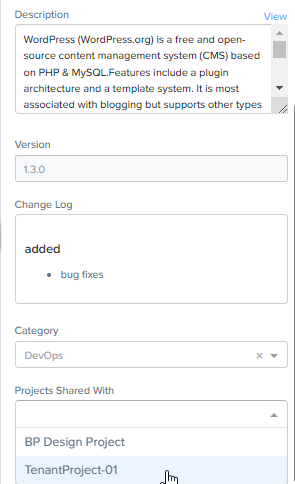 Description
View
WordPress (WordPress.org) is a free and open-
source content management system (CMS) based
on PHP & MySQL.Features include a plugin
architecture and a template system. It is most
associated with blogging but supports other types
Version
1.3.0
Change Log
added
• bug fixes
Category
DevOps
Projects Shared With
BP Design Project
TenantProject-01